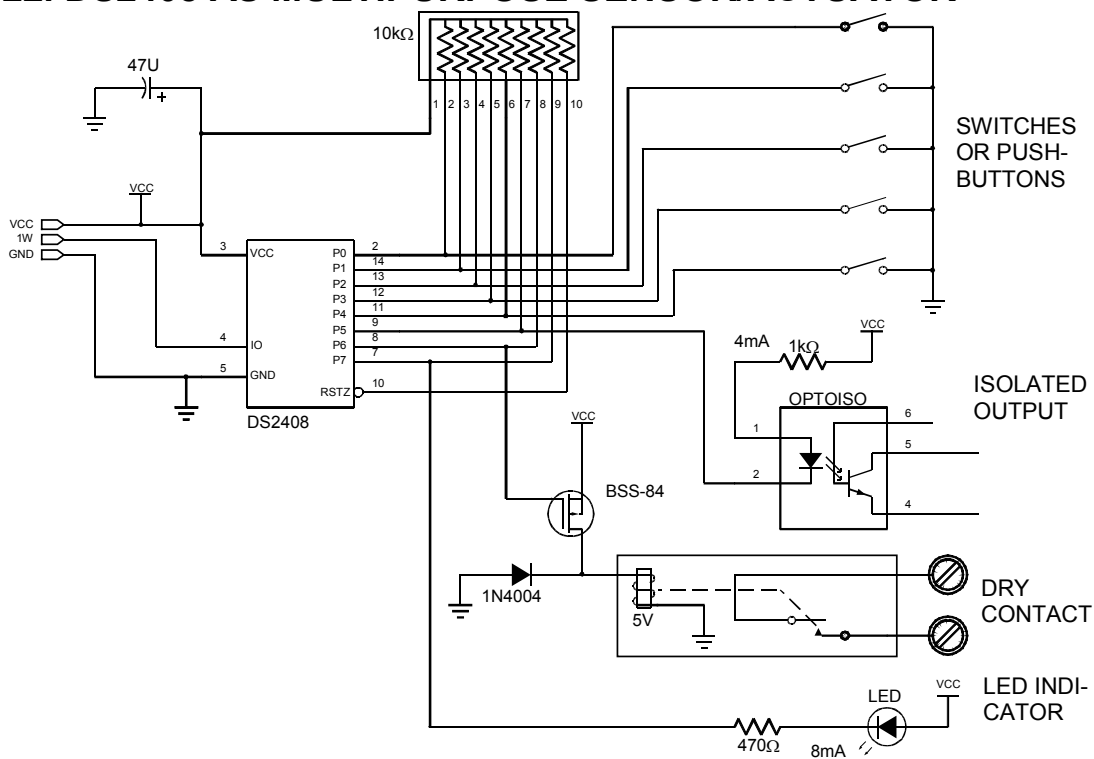 10kΩ
47U
+
1 2 3 4 5 6 7 8 9 10
SWITCHES
OR PUSH-
BUTTONS
VCC
VCC
1W
GND
3 VCC
4 IO
5 GND
P0 2
P1 14
P2 13
P3 12
P4 11
P5 9
P6 8
P7 7
RSTZ 10
DS2408
VCC
4mA 1kΩ
OPTOISO
1
2
6
5
4
ISOLATED
OUTPUT
VCC
BSS-84
1N4004
5V
DRY
CONTACT
VCC
LED
470Ω
8mA
LED INDI-
CATOR